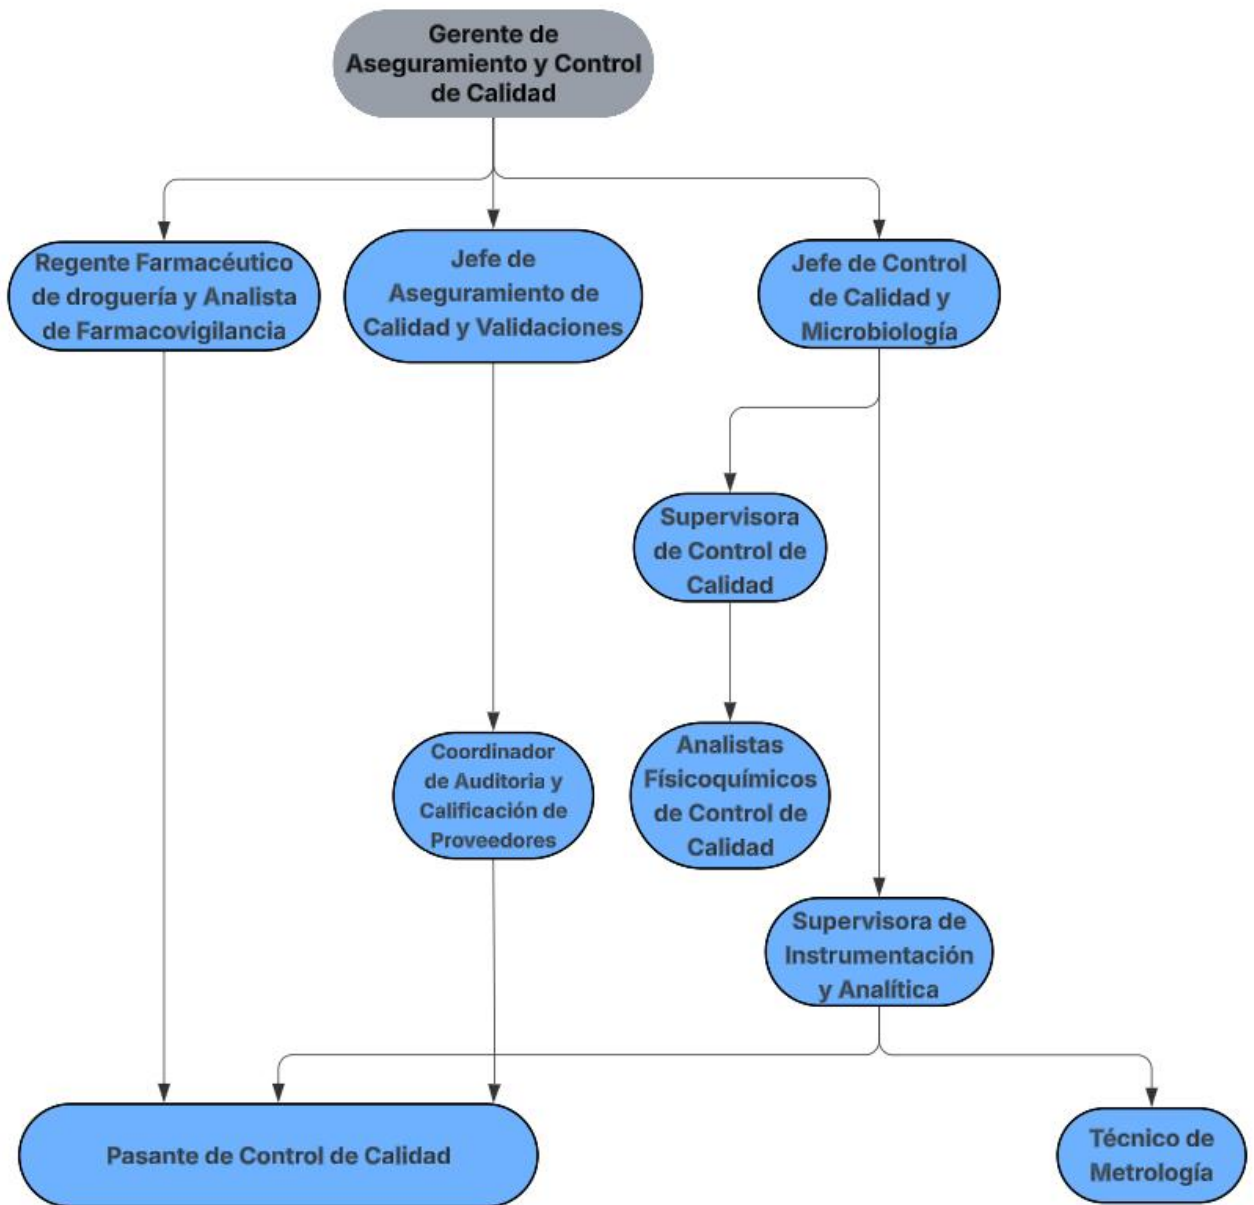 Gerente de
Aseguramiento y Control
de Calidad
Regente Farmacéutico
de droguería y Analista
de Farmacovigilancia
Jefe de
Aseguramiento de
Calidad y Validaciones
Jefe de Control
de Calidad y
Microbiología
Supervisora
de Control de
Calidad
Coordinador
de Auditoria y
Calificación de
Proveedores
Analistas
Físicoquímicos
de Control de
Calidad
Supervisora de
Instrumentación
y Analítica
Pasante de Control de Calidad
Técnico de
Metrología